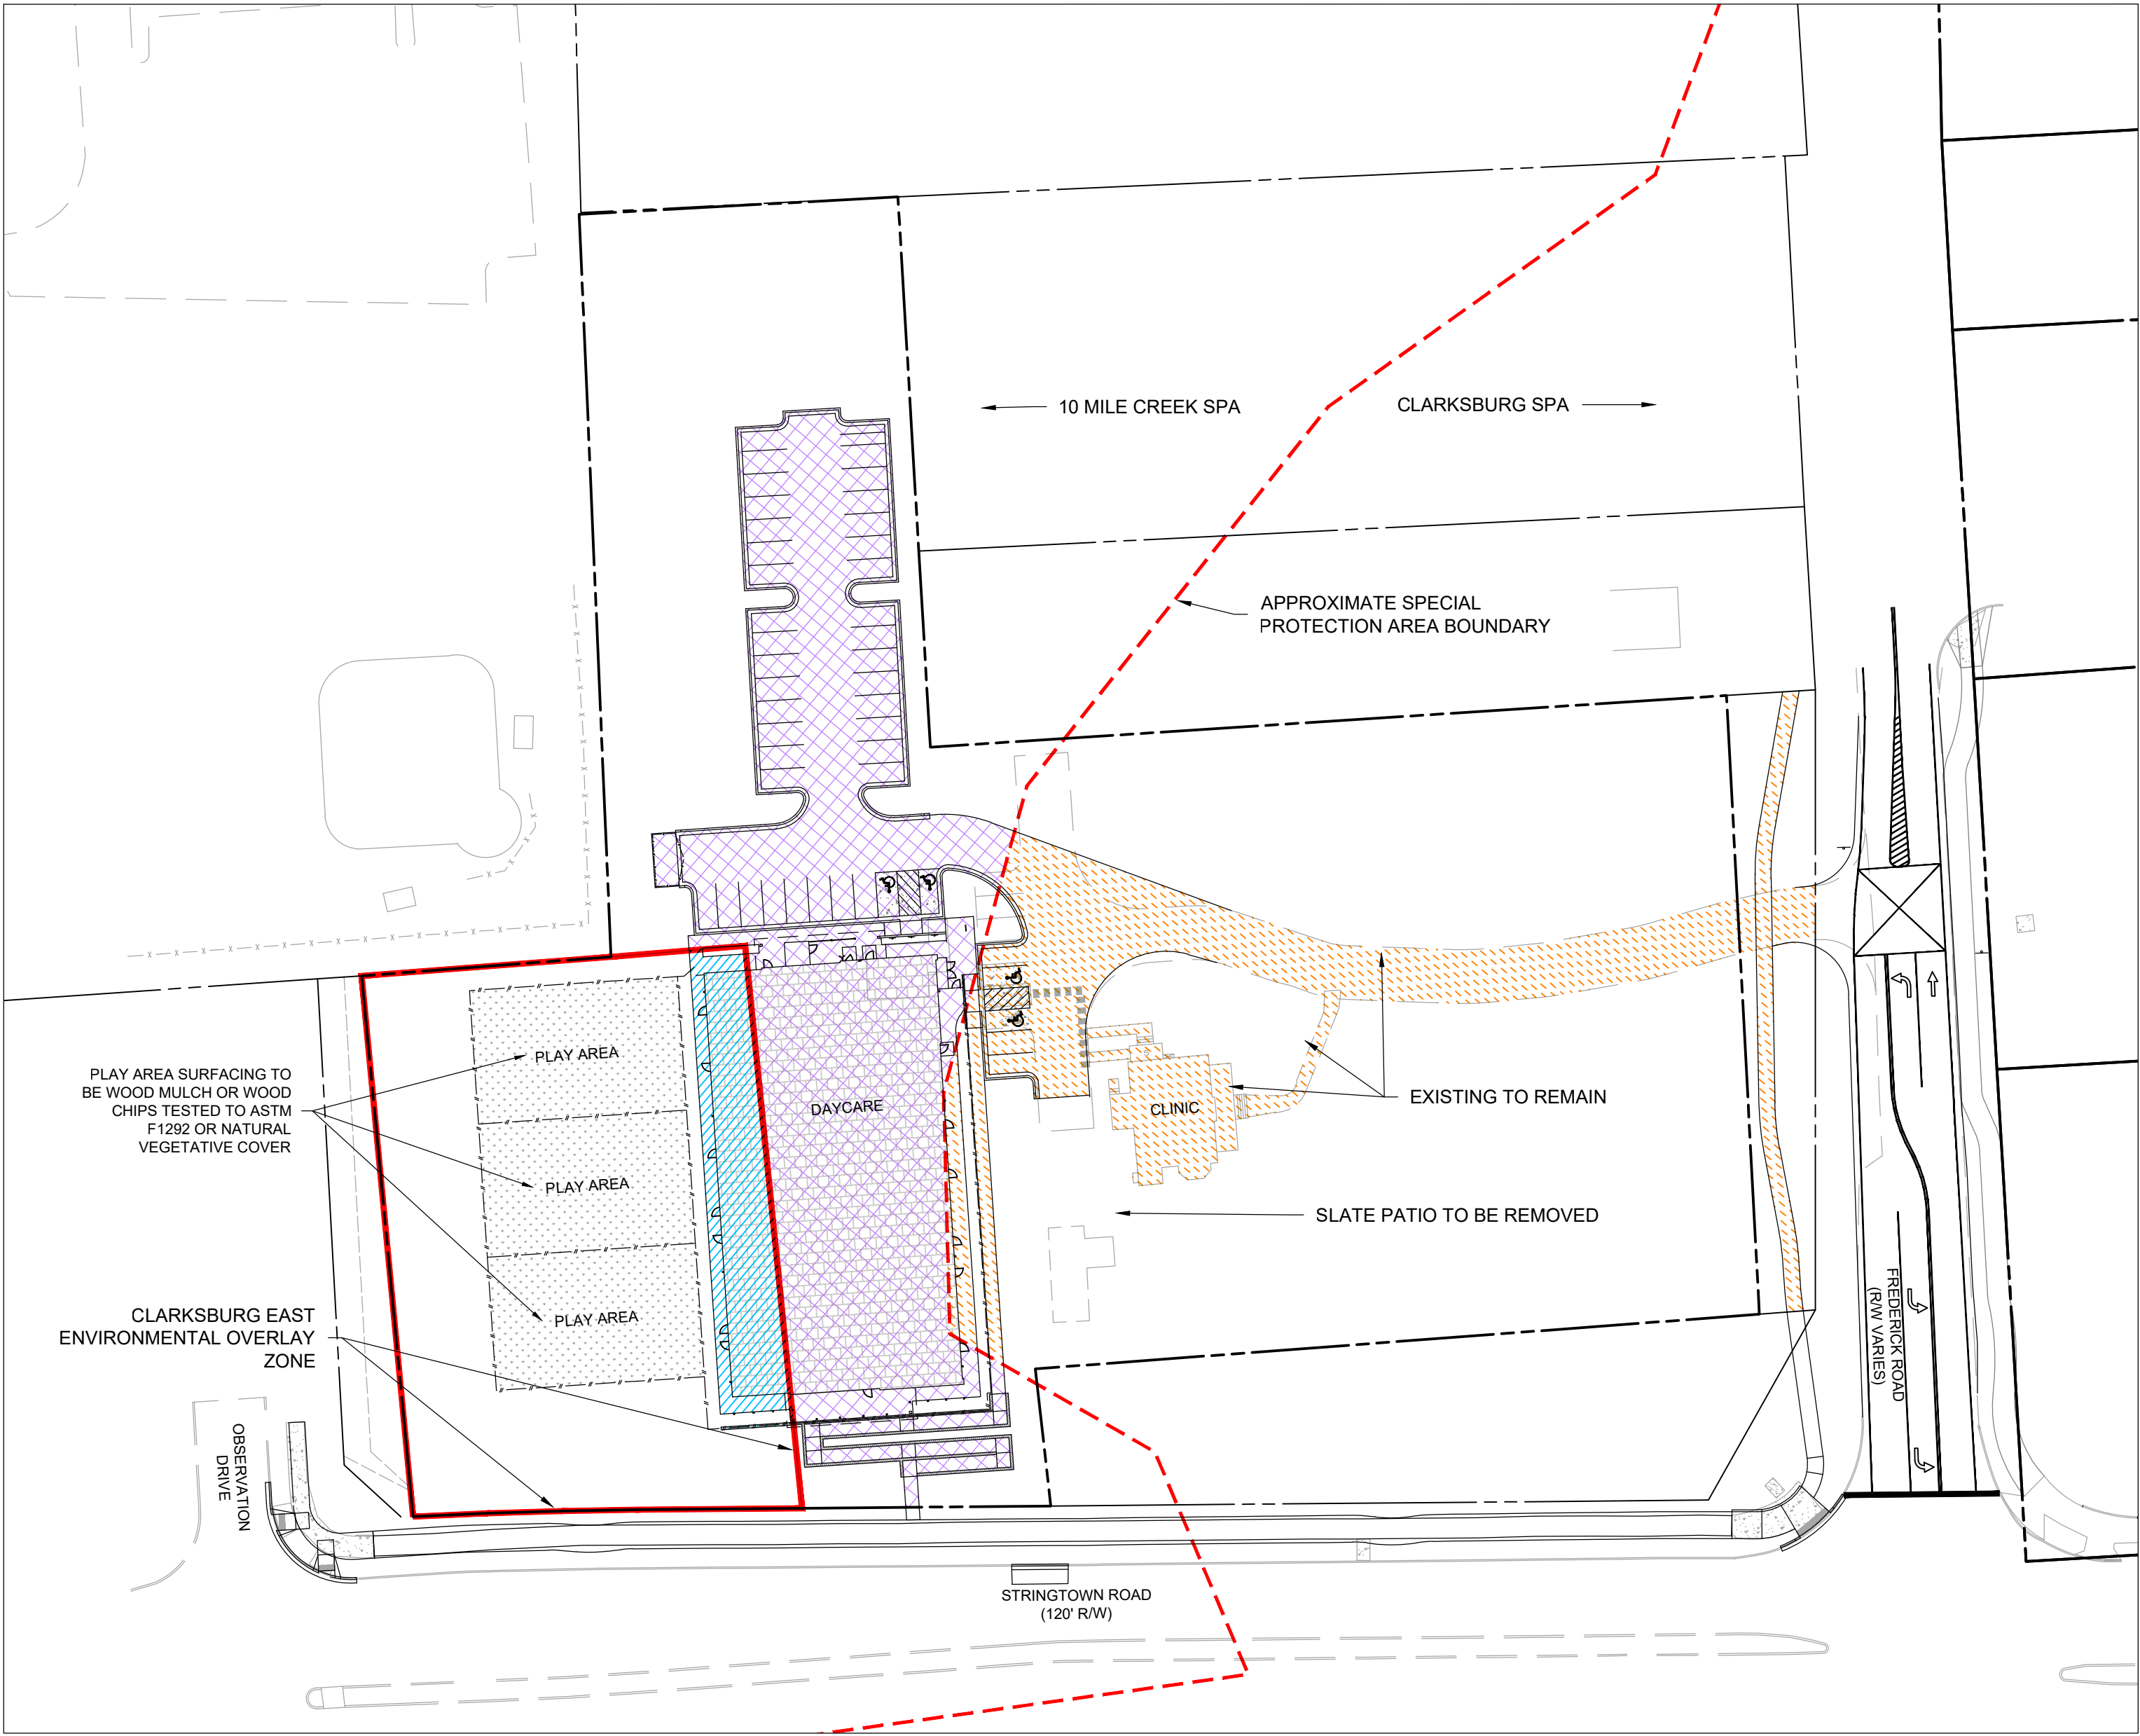 10 MILE CREEK SPA
CLARKSBURG SPA
APPROXIMATE SPECIAL
PROTECTION AREA BOUNDARY
PLAY AREA
PLAY AREA SURFACING TO
BE WOOD MULCH OR WOOD
CHIPS TESTED TO ASTM
F1292 OR NATURAL
VEGETATIVE COVER
DAYCARE
CLINIC
EXISTING TO REMAIN
PLAY AREA
SLATE PATIO TO BE REMOVED
PLAY AREA
CLARKSBURG EAST
ENVIRONMENTAL OVERLAY
ZONE
FREDERICK ROAD
(R/W VARIES)
OBSERVATION
DRIVE
STRINGTOWN ROAD
(120' R/W)